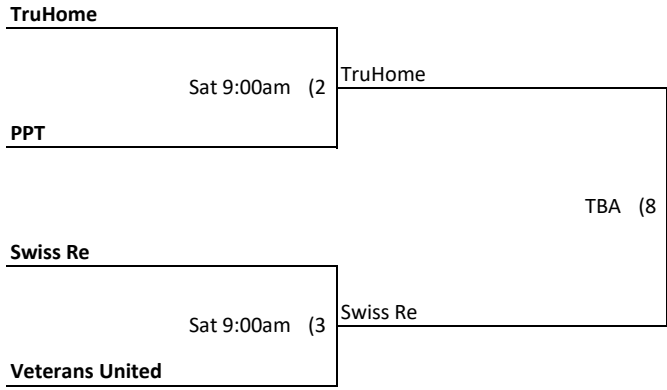 TruHome
Sat 9:00am (2
TruHome
PPT
TBA (8
Swiss Re
Sat 9:00am (3
Swiss Re
Veterans United